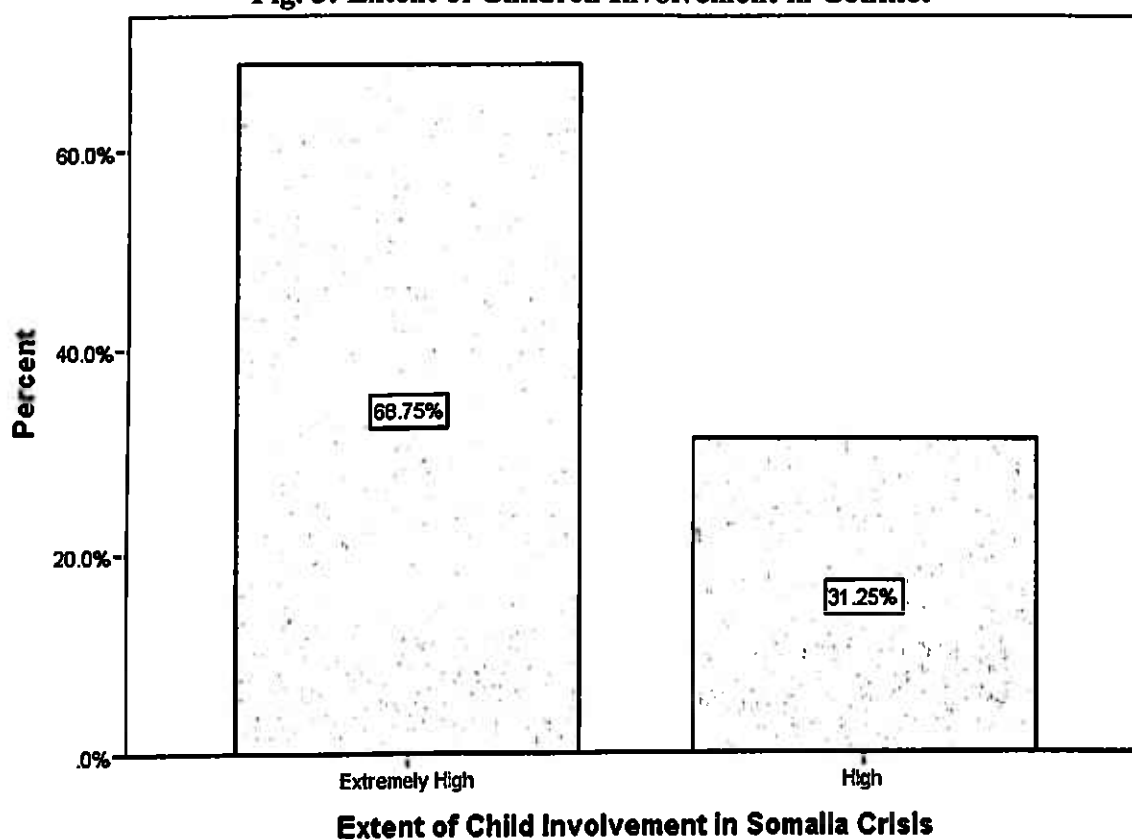 60.0%
40.0%
20.0%
.0%
Percent
68.75%
31.25%
Extremely High
High
Extent of Child Involvement in Somalia Crisis